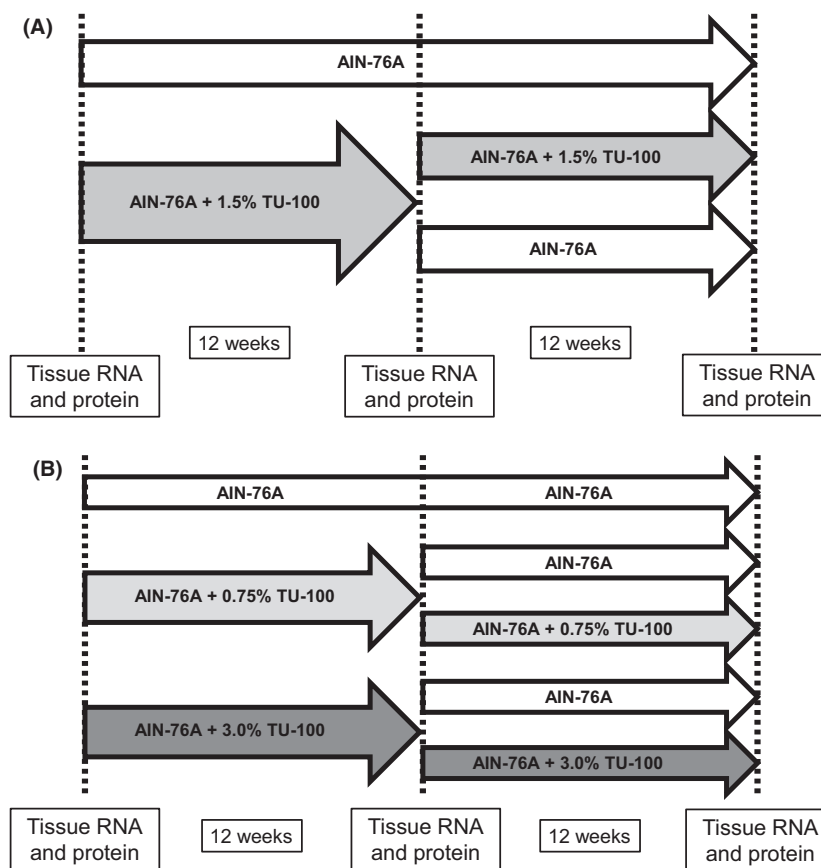 (A)
AIN-76A
AIN-76A + 1.5% TU-100
AIN-76A + 1.5% TU-100
AIN-76A
12 weeks
12 weeks
Tissue RNA
and protein
Tissue RNA
and protein
Tissue RNA
and protein
(B)
AIN-76A
AIN-76A
AIN-76A
AIN-76A + 0.75% TU-100
AIN-76A + 0.75% TU-100
AIN-76A
AIN-76A + 3.0% TU-100
AIN-76A + 3.0% TU-100
Tissue RNA
and protein
12 weeks
Tissue RNA
and protein
12 weeks
Tissue RNA
and protein